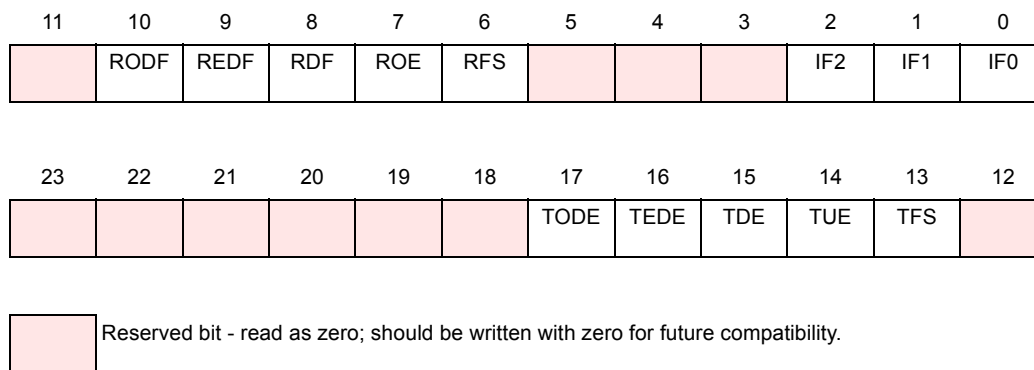 11 10 9 8 7 6 5 4 3 2 1 0
RODF REDF RDF ROE RFS IF2 IF1 IF0
23 22 21 20 19 18 17 16 15 14 13 12
TODE TEDE TDE TUE TFS
Reserved bit - read as zero; should be written with zero for future compatibility.